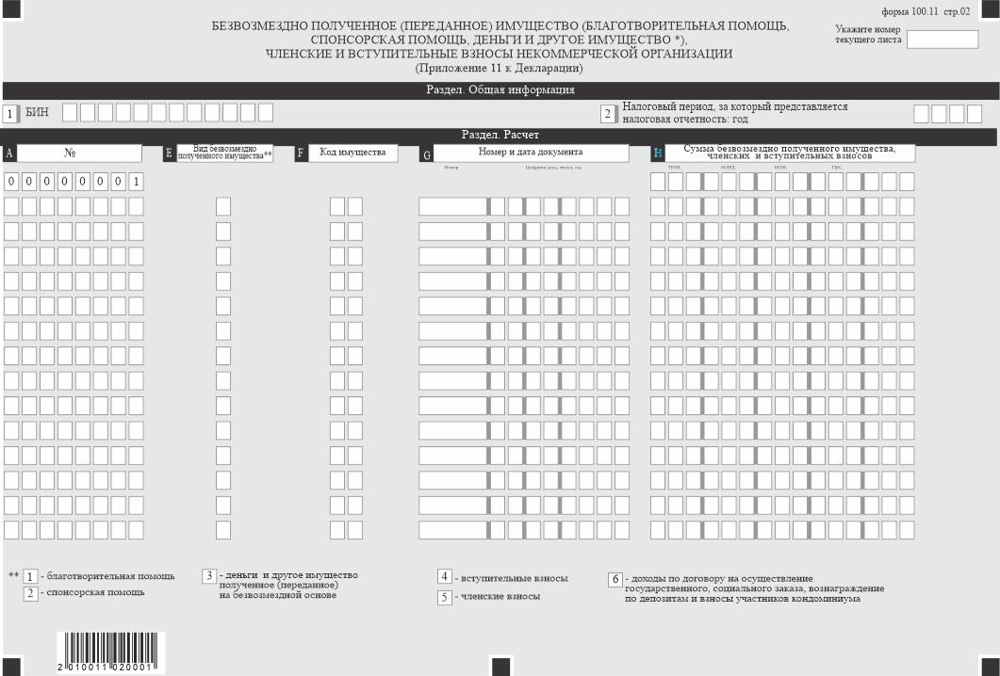 форма 100.11 стр.02
БЕЗВОЗМЕЗДНО ПОЛУЧЕННОЕ (ПЕРЕДАННОЕ) ИМУЩЕСТВО (БЛАГОТВОРИТЕЛЬНАЯ ПОМОЩЬ,
СПОНСОРСКАЯ ПОМОЩЬ, ДЕНЬГИ И ДРУГОЕ ИМУЩЕСТВО *),
ЧЛЕНСКИЕ И ВСТУПИТЕЛЬНЫЕ ВЗНОСЫ НЕКОММЕРЧЕСКОЙ ОРГАНИЗАЦИИ
(Приложение 11 к Декларации)
Укажите номер
текущего листа
Раздел. Общая информация
1 БИН
2 Налоговый период, за который представляется
налоговая отчетность: год
Раздел. Расчет
A №
E Вид безвозмездно
полученного имущества**
F Код имущества
G Номер и дата документа
H Сумма безвозмездно полученного имущества,
членских и вступительных взносов
Номер Цифрами день, месяц, год
ТРЛН. МЛРД. МЛН. ТЫС.
0 0 0 0 0 0 0 1
** 1 - благотворительная помощь
2 - спонсорская помощь
3 - деньги и другое имущество
полученное (переданное)
на безвозмездной основе
4 - вступительные взносы
5 - членские взносы
6 - доходы по договору на осуществление
государственного, социального заказа, вознаграждение
по депозитам и взносы участников кондоминиума
2 010011 020001